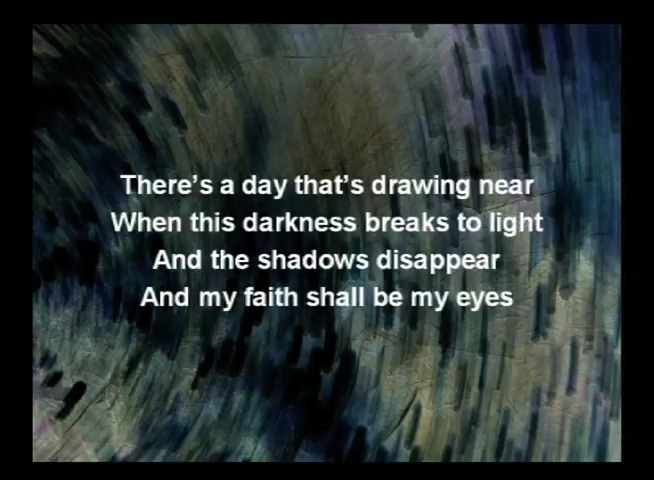 There’s a day that’s drawing near
When this darkness breaks to light
And the shadows disappear
And my faith shall be my eyes